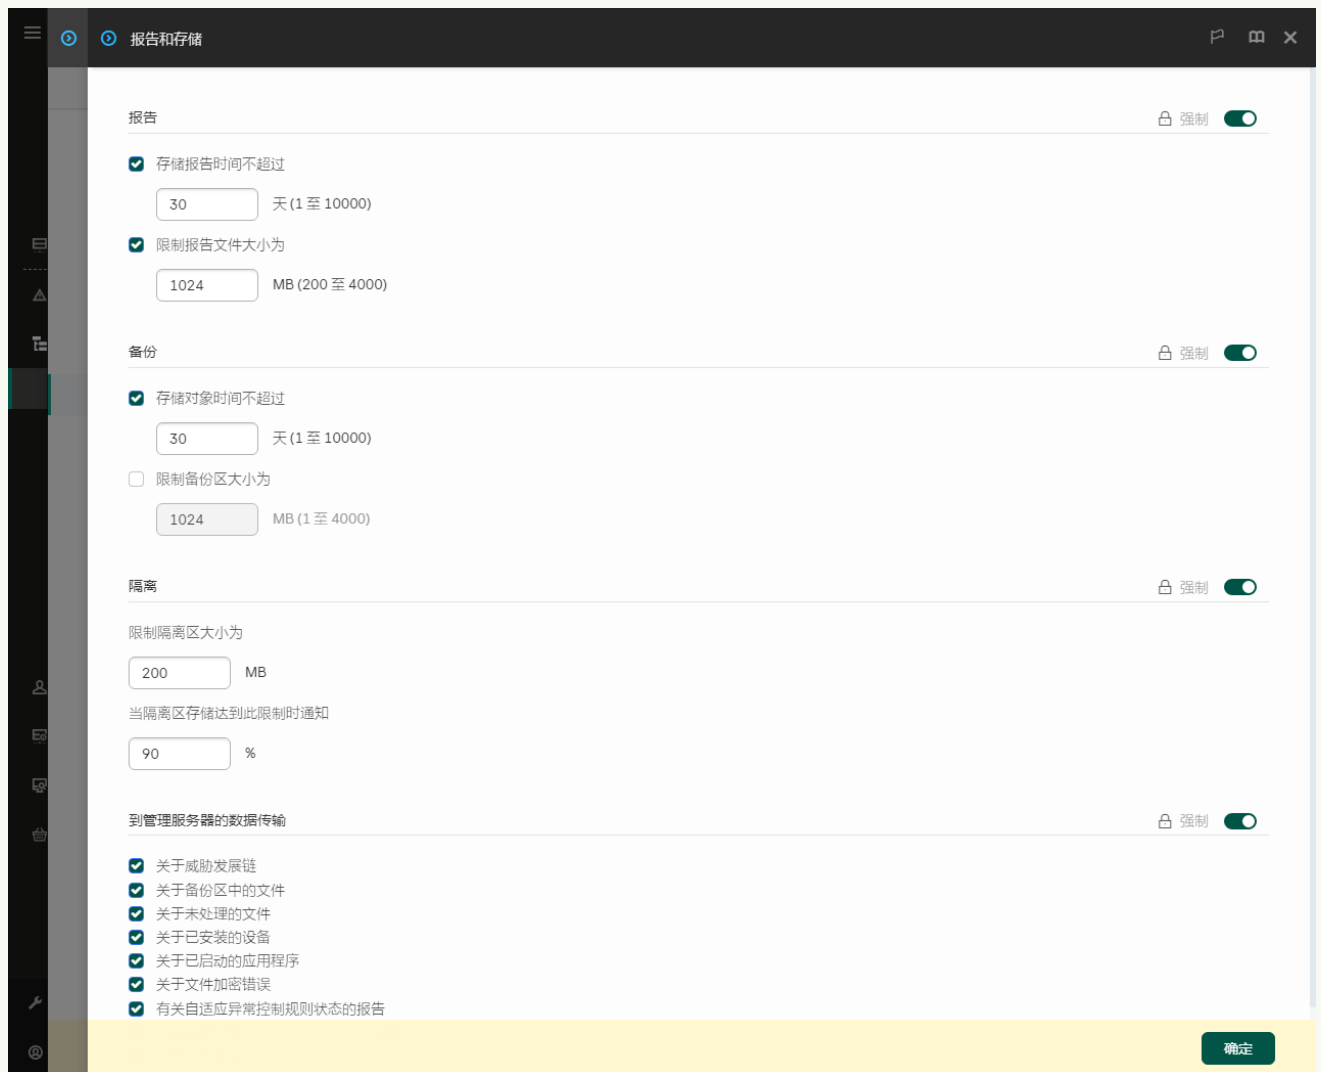 报告和存储
报告
强制
存储报告时间不超过
30 天 (1 至 10000)
限制报告文件大小为
1024 MB (200 至 4000)
备份
强制
存储对象时间不超过
30 天 (1 至 10000)
限制备份区大小为
1024 MB (1 至 4000)
隔离
强制
限制隔离区大小为
200 MB
当隔离区存储达到此限制时通知
90 %
到管理服务器的数据传输
强制
关于威胁发展链
关于备份区中的文件
关于未处理的文件
关于已安装的设备
关于已启动的应用程序
关于文件加密错误
有关自适应异常控制规则状态的报告
确定